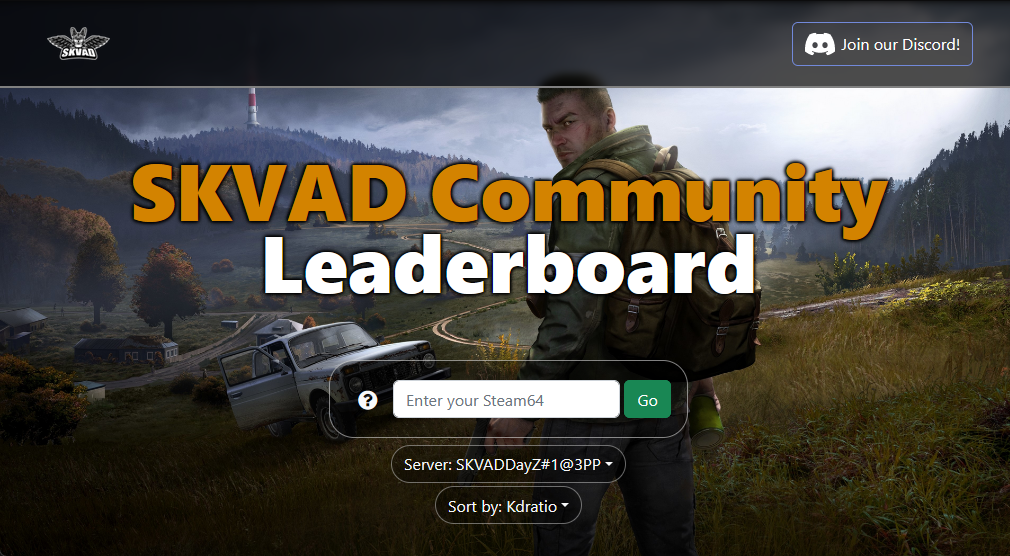 SKVAD
Join our Discord!
SKVAD Community
Leaderboard
Enter your Steam64
Go
Server: SKVADDayZ#1@3PP
Sort by: Kdratio